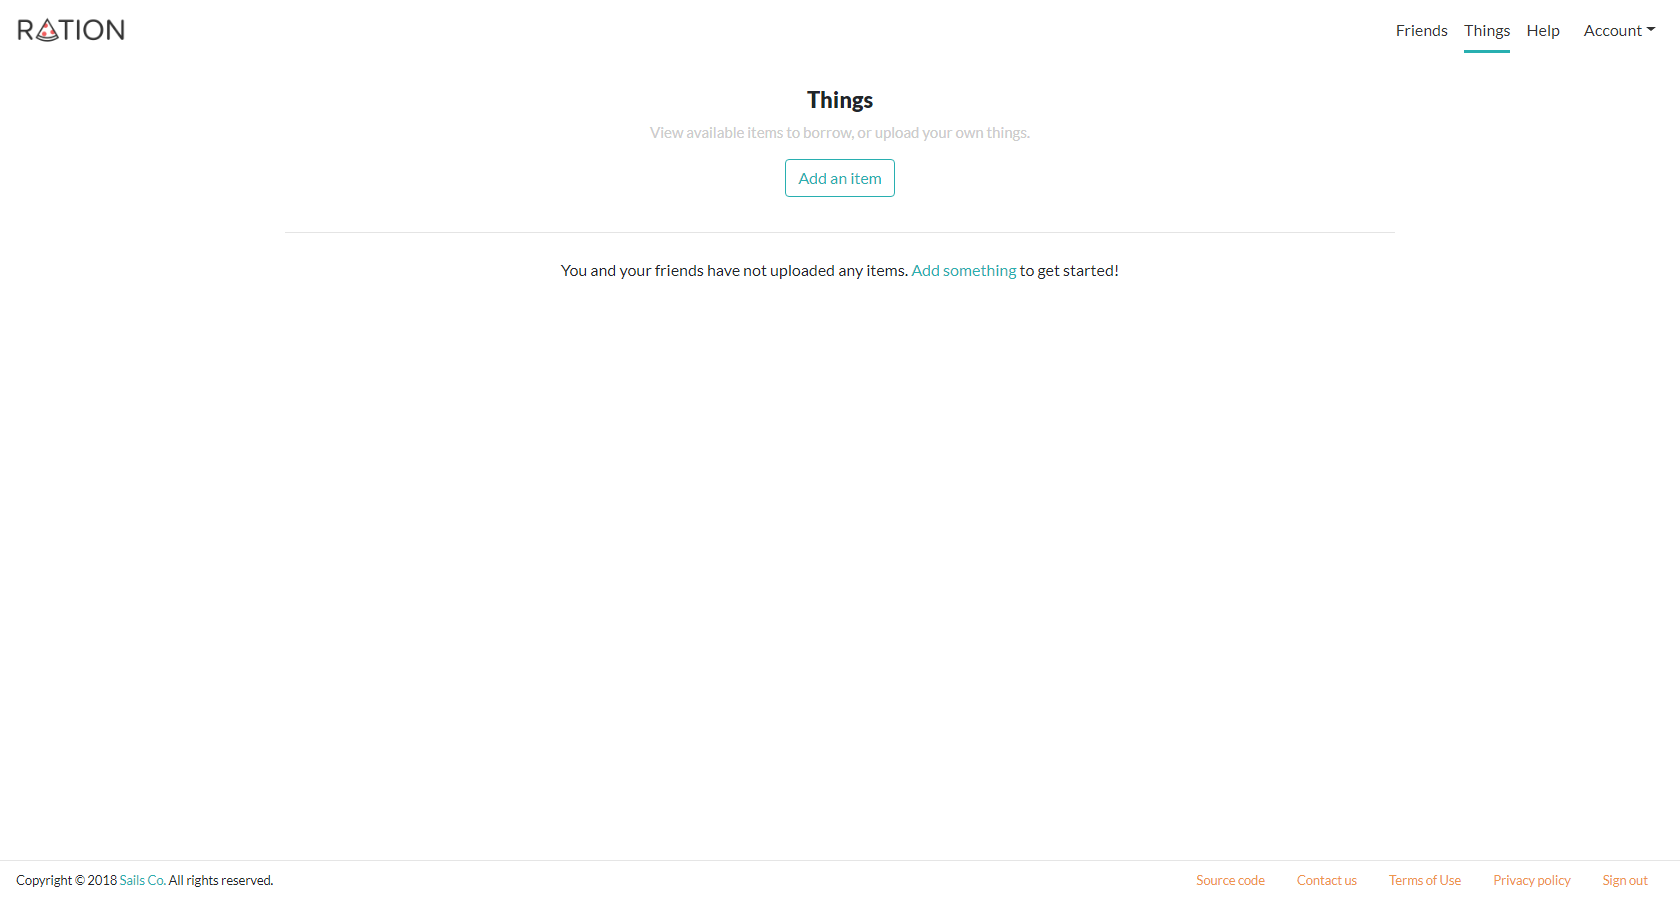 RATION
Friends Things Help Account
Things
View available items to borrow, or upload your own things.
Add an item
You and your friends have not uploaded any items. Add something to get started!
Copyright © 2018 Sails Co. All rights reserved.
Source code Contact us Terms of Use Privacy policy Sign out